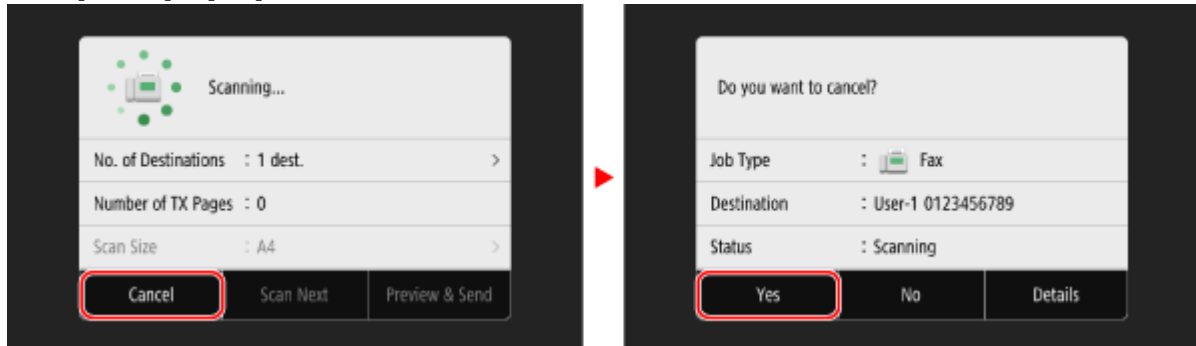 Scanning...
No. of Destinations : 1 dest. >
Number of TX Pages : 0
Scan Size : A4 >
Cancel Scan Next Preview & Send
Do you want to cancel?
Job Type : Fax
Destination : User-1 0123456789
Status : Scanning
Yes No Details